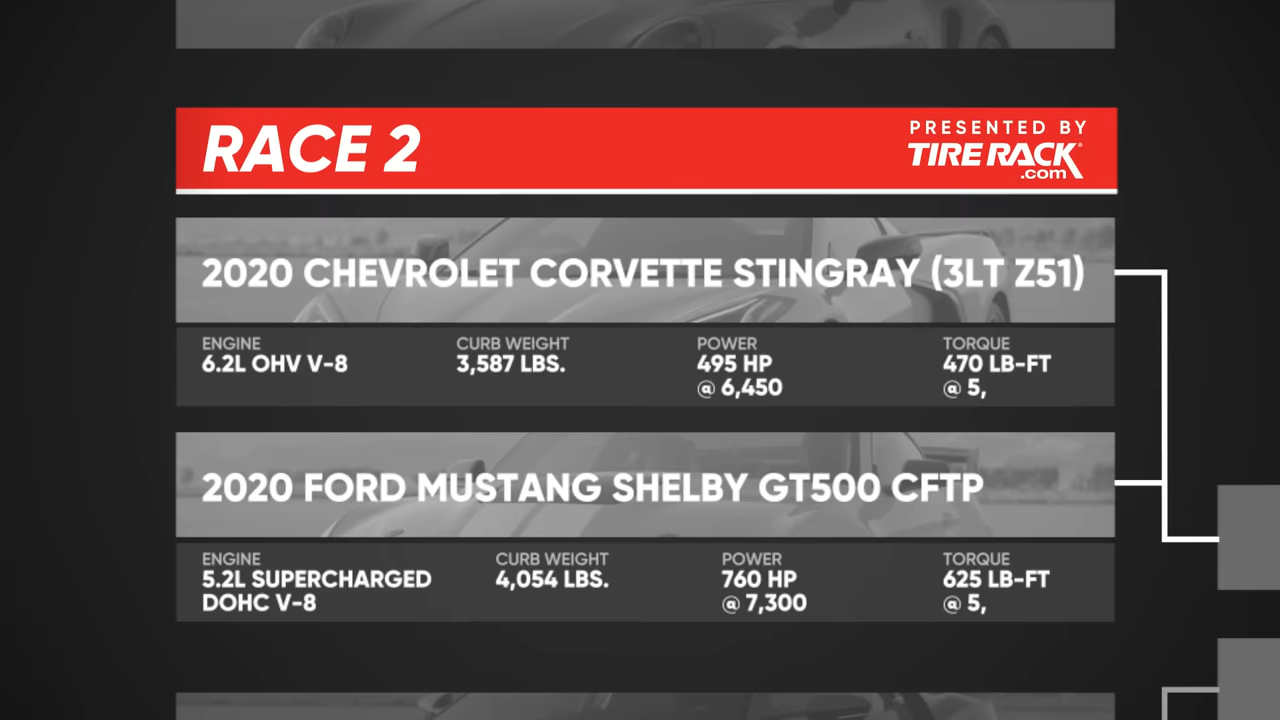 RACE 2
PRESENTED BY
TIRE RACK
.com
2020 CHEVROLET CORVETTE STINGRAY (3LT Z51)
ENGINE CURB WEIGHT POWER TORQUE
6.2L OHV V-8 3,587 LBS. 495 HP 470 LB-FT
@ 6,450 @ 5,
2020 FORD MUSTANG SHELBY GT500 CFTP
ENGINE CURB WEIGHT POWER TORQUE
5.2L SUPERCHARGED 4,054 LBS. 760 HP 625 LB-FT
DOHC V-8 @ 7,300 @ 5,